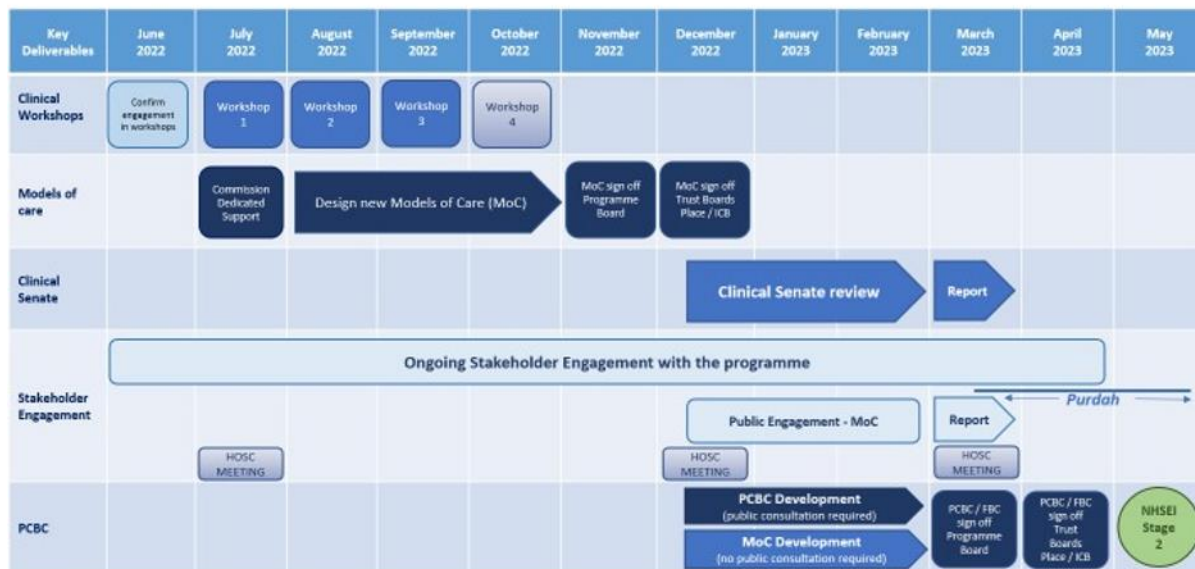 Key
Deliverables
June
2022
July
2022
August
2022
September
2022
October
2022
November
2022
December
2022
January
2023
February
2023
March
2023
April
2023
May
2023
Clinical
Workshops
Confirm
engagement
in workshops
Workshop
1
Workshop
2
Workshop
3
Workshop
4
Models of
care
Commission
Dedicated
Support
Design new Models of Care (MoC)
MoC sign off
Programme
Board
MoC sign off
Trust Boards
Place / ICB
Clinical
Senate
Clinical Senate review
Report
Stakeholder
Engagement
Ongoing Stakeholder Engagement with the programme
Purdah
Public Engagement - MoC
Report
HOSC
MEETING
HOSC
MEETING
HOSC
MEETING
PCBC
PCBC Development
(public consultation required)
MoC Development
(no public consultation required)
PCBC / FBC
sign off
Programme
Board
PCBC / FBC
sign off
Trust
Boards
Place / ICB
NHSEI
Stage
2